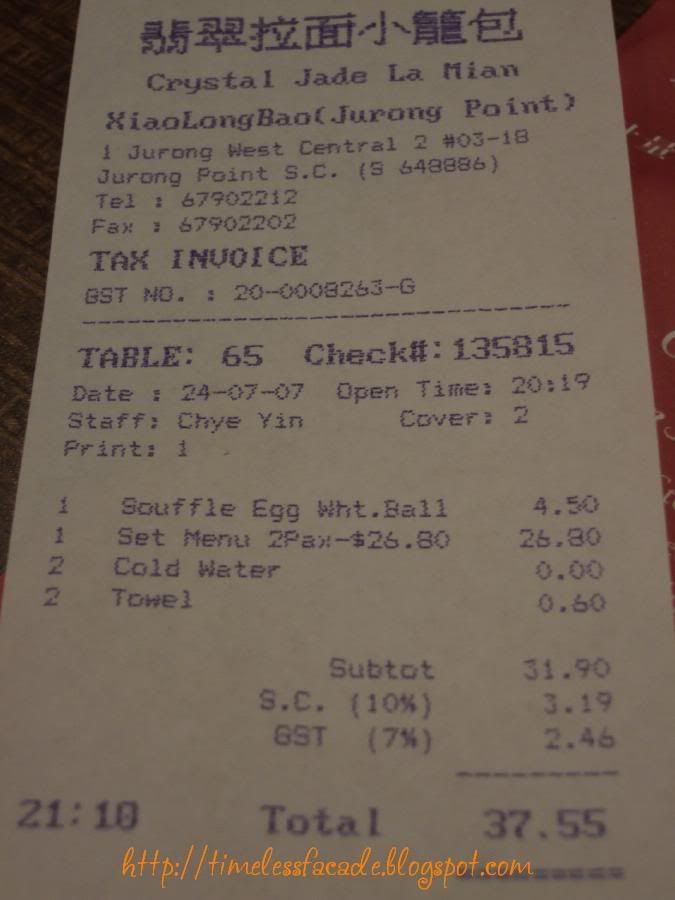 翡翠拉面小籠包
Crystal Jade La Mian
XiaoLongBao(Jurong Point)
1 Jurong West Central 2 #03-18
Jurong Point S.C. (S 648886)
Tel : 67902212
Fax : 67902202
TAX INVOICE
GST NO. : 20-0008263-G
TABLE: 65 Check#: 135815
Date : 24-07-07 Open Time: 20:19
Staff: Chye Yin Cover: 2
Print: 1
1 Souffle Egg Wht.Ball 4.50
1 Set Menu 2Pax-$26.80 26.80
2 Cold Water 0.00
2 Towel 0.60
Subtot 31.90
S.C. (10%) 3.19
GST (7%) 2.46
21:10 Total 37.55
http://timelessfacade.blogspot.com